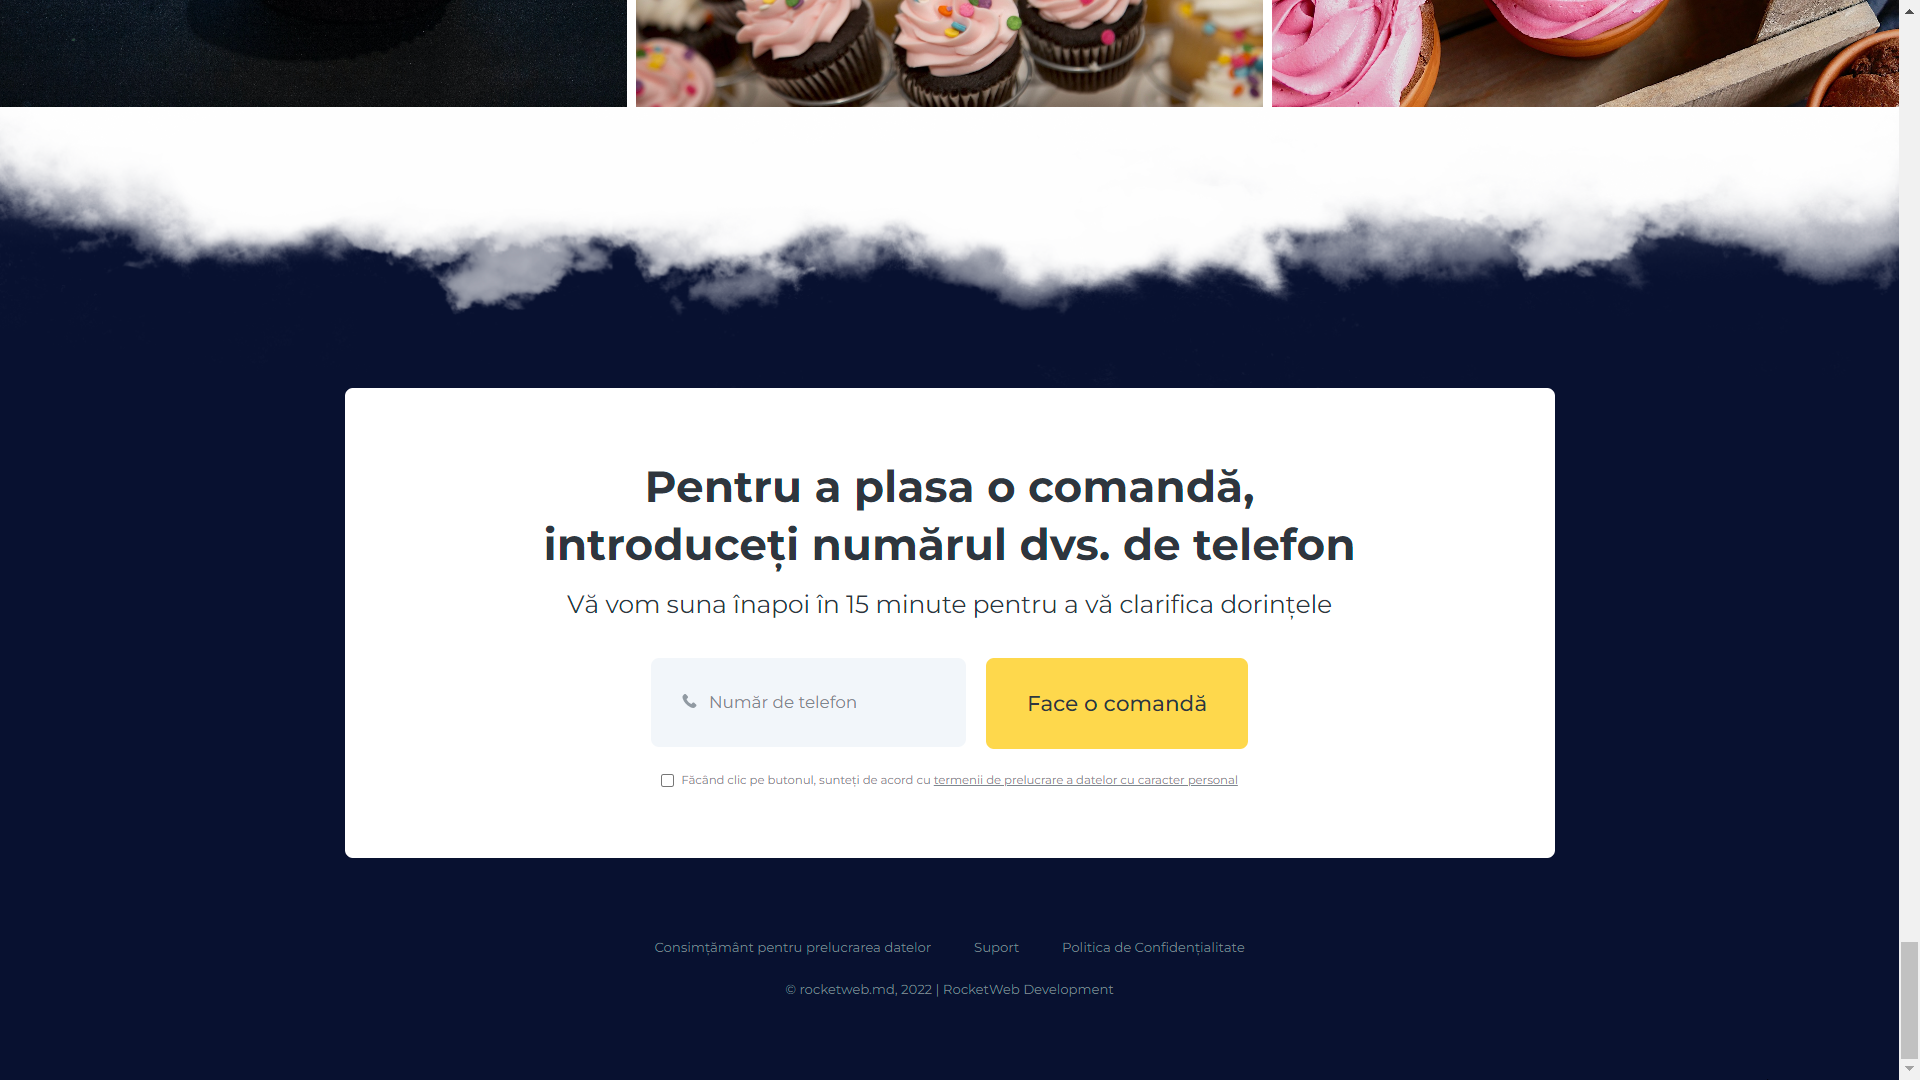 Pentru a plasa o comandă,
introduceți numărul dvs. de telefon
Vă vom suna înapoi în 15 minute pentru a vă clarifica dorințele
Număr de telefon
Face o comandă
Făcând clic pe butonul, sunteți de acord cu termenii de prelucrare a datelor cu caracter personal
Consimțământ pentru prelucrarea datelor Suport Politica de Confidențialitate
© rocketweb.md, 2022 | RocketWeb Development